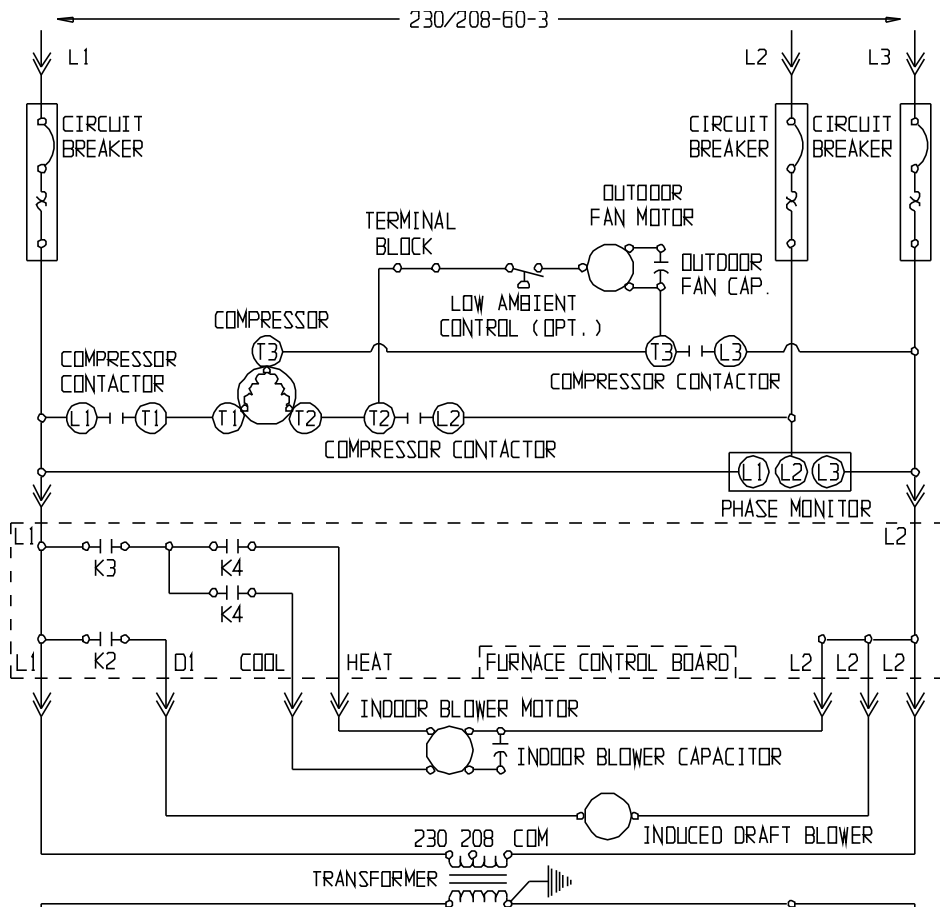 230/208-60-3
L1
L2
L3
CIRCUIT
BREAKER
CIRCUIT
BREAKER
CIRCUIT
BREAKER
OUTDOOR
FAN MOTOR
TERMINAL
BLOCK
OUTDOOR
FAN CAP.
LOW AMBIENT
CONTROL (OPT.)
COMPRESSOR
T3
T3
L3
COMPRESSOR
CONTACTOR
COMPRESSOR CONTACTOR
L1
T1
T1
T2
T2
L2
COMPRESSOR CONTACTOR
L1
L2
L3
PHASE MONITOR
L1
L2
K3
K4
K4
L1
K2
D1
COOL
HEAT
FURNACE CONTROL BOARD
L2
L2
L2
INDOOR BLOWER MOTOR
INDOOR BLOWER CAPACITOR
INDUCED DRAFT BLOWER
230 208 COM
TRANSFORMER